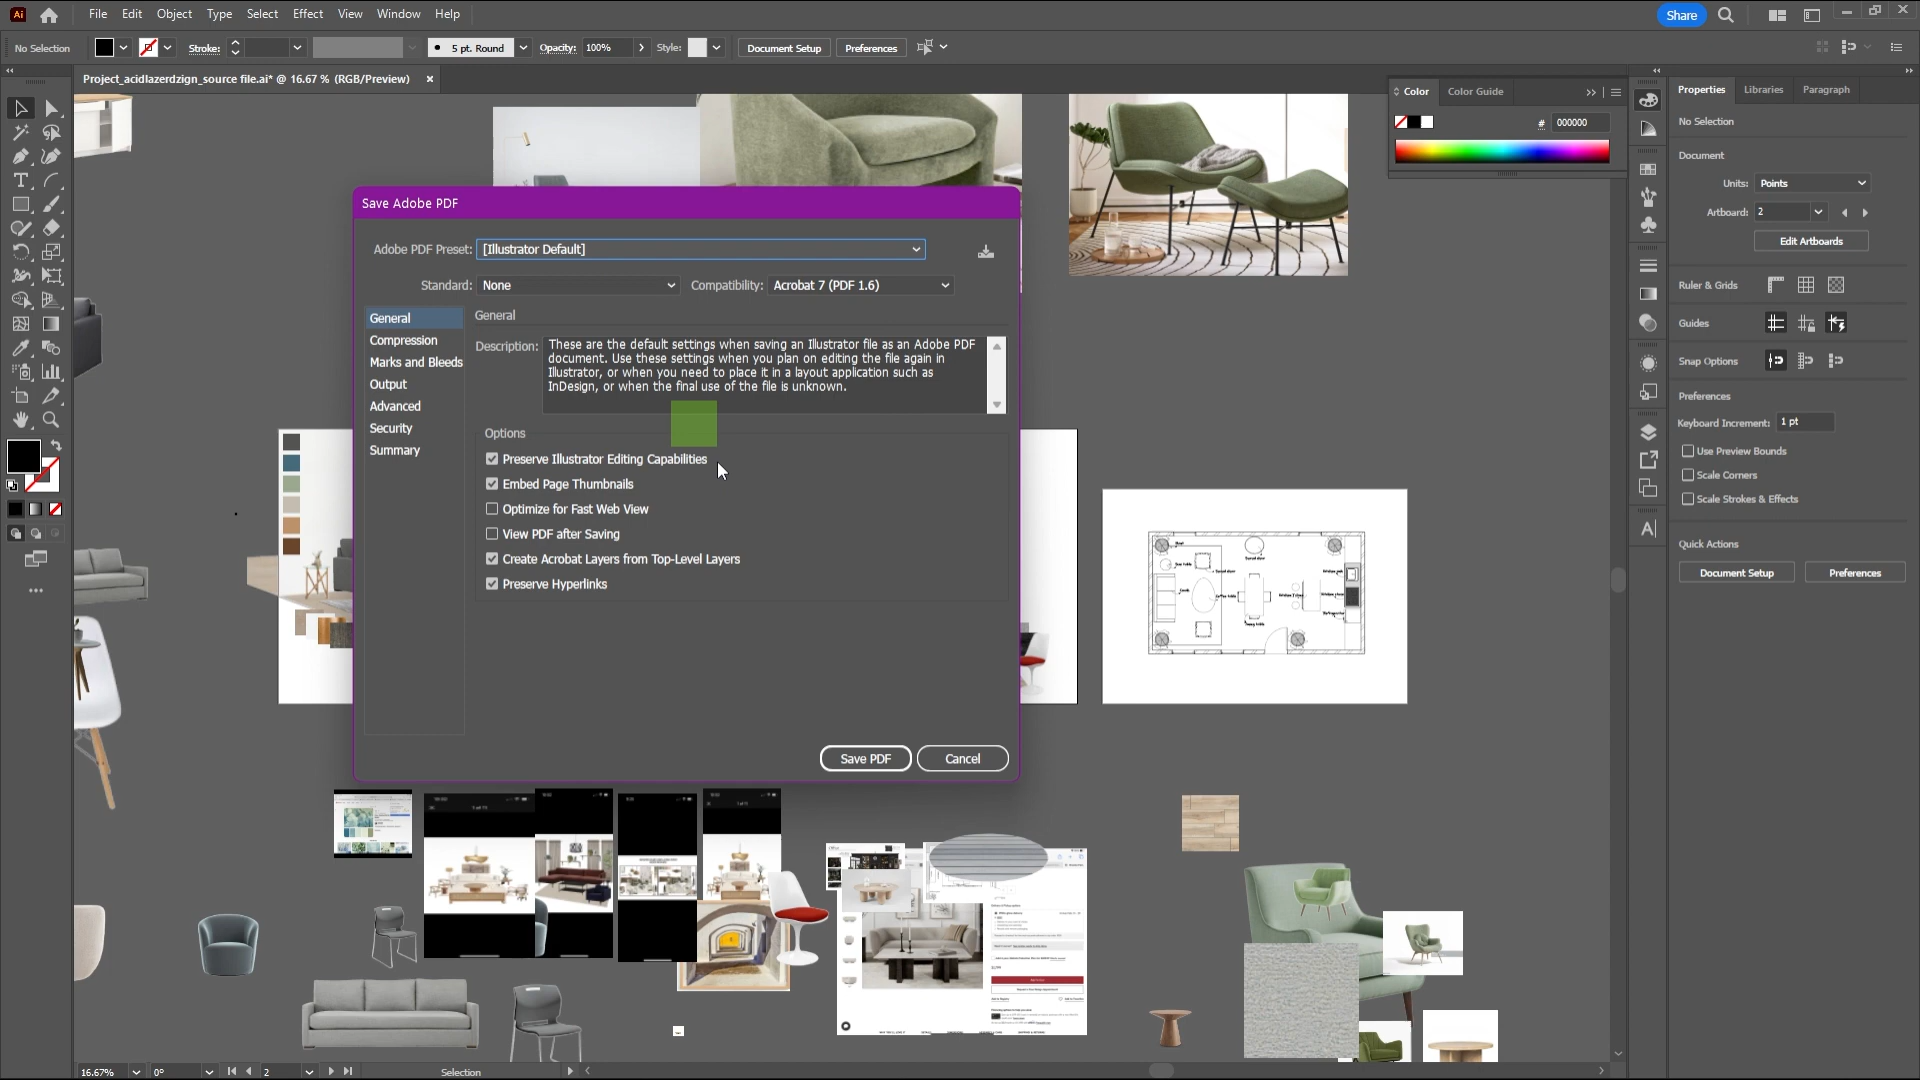 Ai
File Edit Object Type Select Effect View Window Help
Share
No Selection
Stroke:
5 pt. Round
Opacity: 100%
Style:
Document Setup
Preferences
Project_acidlazerdzign_source file.ai* @ 16.67 % (RGB/Preview)
Color
Color Guide
# 000000
Properties
Libraries
Paragraph
No Selection
Document
Units: Points
Artboard: 2
Edit Artboards
Ruler & Grids
Guides
Snap Options
Preferences
Keyboard Increment: 1 pt
Use Preview Bounds
Scale Corners
Scale Strokes & Effects
Quick Actions
Document Setup
Preferences
Save Adobe PDF
Adobe PDF Preset: [Illustrator Default]
Standard: None
Compatibility: Acrobat 7 (PDF 1.6)
General
Compression
Marks and Bleeds
Output
Advanced
Security
Summary
General
Description: These are the default settings when saving an Illustrator file as an Adobe PDF
document. Use these settings when you plan on editing the file again in
Illustrator, or when you need to place it in a layout application such as
InDesign, or when the final use of the file is unknown.
Options
Preserve Illustrator Editing Capabilities
Embed Page Thumbnails
Optimize for Fast Web View
View PDF after Saving
Create Acrobat Layers from Top-Level Layers
Preserve Hyperlinks
Save PDF
Cancel
16.67%
0°
2
Selection